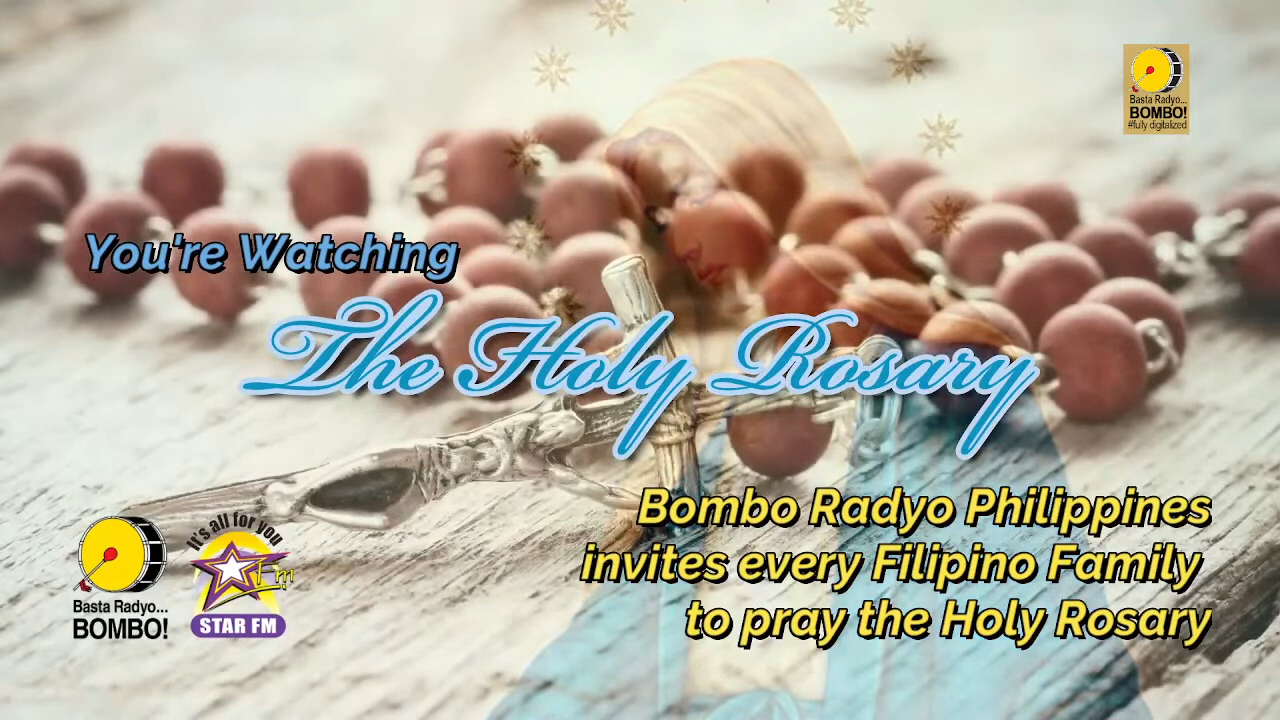 Basta Radyo...
BOMBO!
#fully digitalized
You're Watching
The Holy Rosary
Bombo Radyo Philippines
invites every Filipino Family
to pray the Holy Rosary
Basta Radyo...
BOMBO!
It's all for you
Fm
STAR FM